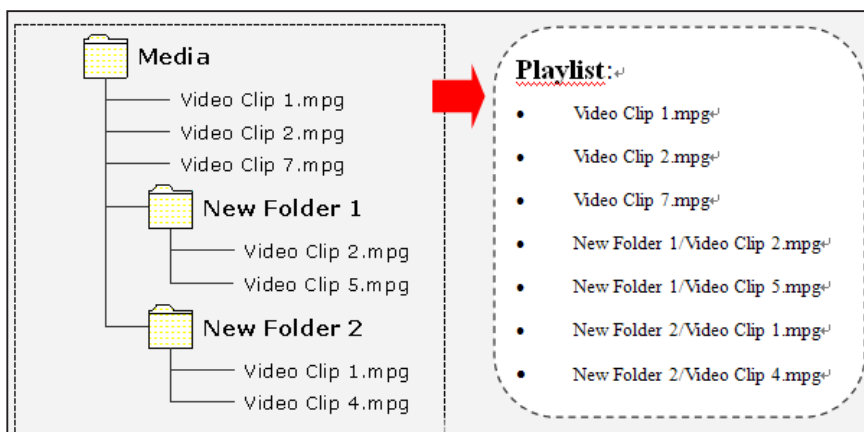 Media
Video Clip 1.mpg
Video Clip 2.mpg
Video Clip 7.mpg
New Folder 1
Video Clip 2.mpg
Video Clip 5.mpg
New Folder 2
Video Clip 1.mpg
Video Clip 4.mpg
Playlist:↵
• Video Clip 1.mpg↵
• Video Clip 2.mpg↵
• Video Clip 7.mpg↵
• New Folder 1/Video Clip 2.mpg↵
• New Folder 1/Video Clip 5.mpg↵
• New Folder 2/Video Clip 1.mpg↵
• New Folder 2/Video Clip 4.mpg↵